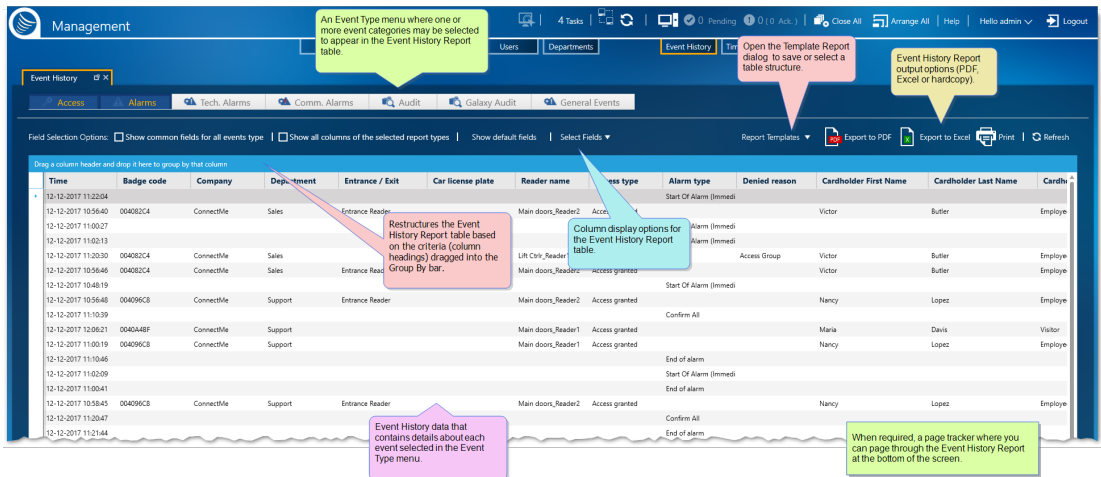 Management
4 Tasks
0 Pending
0 ( 0 Ack. )
Close All
Arrange All
Help
Hello admin
Logout
An Event Type menu where one or
more event categories may be selected
to appear in the Event History Report
table.
Users
Departments
Event History
Open the Template Report
dialog to save or select a
table structure.
Event History Report
output options (PDF,
Excel or hardcopy).
Event History
Access
Alarms
Tech. Alarms
Comm. Alarms
Audit
Galaxy Audit
General Events
Field Selection Options:
Show common fields for all events type
Show all columns of the selected report types
Show default fields
Select Fields
Report Templates
Export to PDF
Export to Excel
Print
Refresh
Drag a column header and drop it here to group by that column
Time Badge code Company Department Entrance / Exit Car license plate Reader name Alarm type Denied reason Cardholder First Name Cardholder Last Name
12-12-2017 11:22:04 Start Of Alarm (Immedi
12-12-2017 10:56:40 004082C4 ConnectMe Sales Entrance Reader Main doors_Reader2 Access granted Victor Butler Employe
12-12-2017 11:00:27 Alarm (Immedi
12-12-2017 11:02:13 Alarm (Immedi
12-12-2017 11:20:30 004082C4 ConnectMe Sales Lift Ctrlr_Reader Access Group Victor Butler Employe
12-12-2017 10:56:46 004082C4 ConnectMe Sales Entrance Main doors_Reader2 Access granted Victor Butler Employe
12-12-2017 10:48:19 Start Of Alarm (Immedi
12-12-2017 10:56:48 004096C8 ConnectMe Support Entrance Reader Main doors_Reader2 Access granted Nancy Lopez Employe
12-12-2017 11:10:39 Confirm All
12-12-2017 12:06:21 0040A4BF ConnectMe Support Main doors_Reader1 Access granted Maria Davis Visitor
12-12-2017 11:00:19 004096C8 ConnectMe Support Main doors_Reader1 Access granted Nancy Lopez Employe
12-12-2017 11:10:46 End of alarm
12-12-2017 11:02:09 Start Of Alarm (Immedi
12-12-2017 11:00:41 End of alarm
12-12-2017 10:58:45 004096C8 ConnectMe Support Entrance Reader Main doors_Reader2 Access granted Nancy Lopez Employe
12-12-2017 11:20:47 Confirm All
12-12-2017 11:21:44 End of alarm
Restructures the Event
History Report table based
on the criteria (column
headings) dragged into the
Group By bar.
Column display options for
the Event History Report
table.
Event History data that
contains details about each
event selected in the Event
Type menu.
When required, a page tracker where you
can page through the Event History Report
at the bottom of the screen.